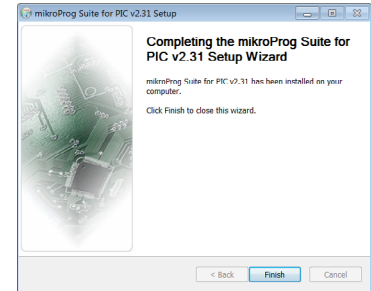 mikroProg Suite for PIC v2.31 Setup
Completing the mikroProg Suite for
PIC v2.31 Setup Wizard
mikroProg Suite for PIC v2.31 has been installed on your
computer.
Click Finish to close this wizard.
< Back Finish Cancel